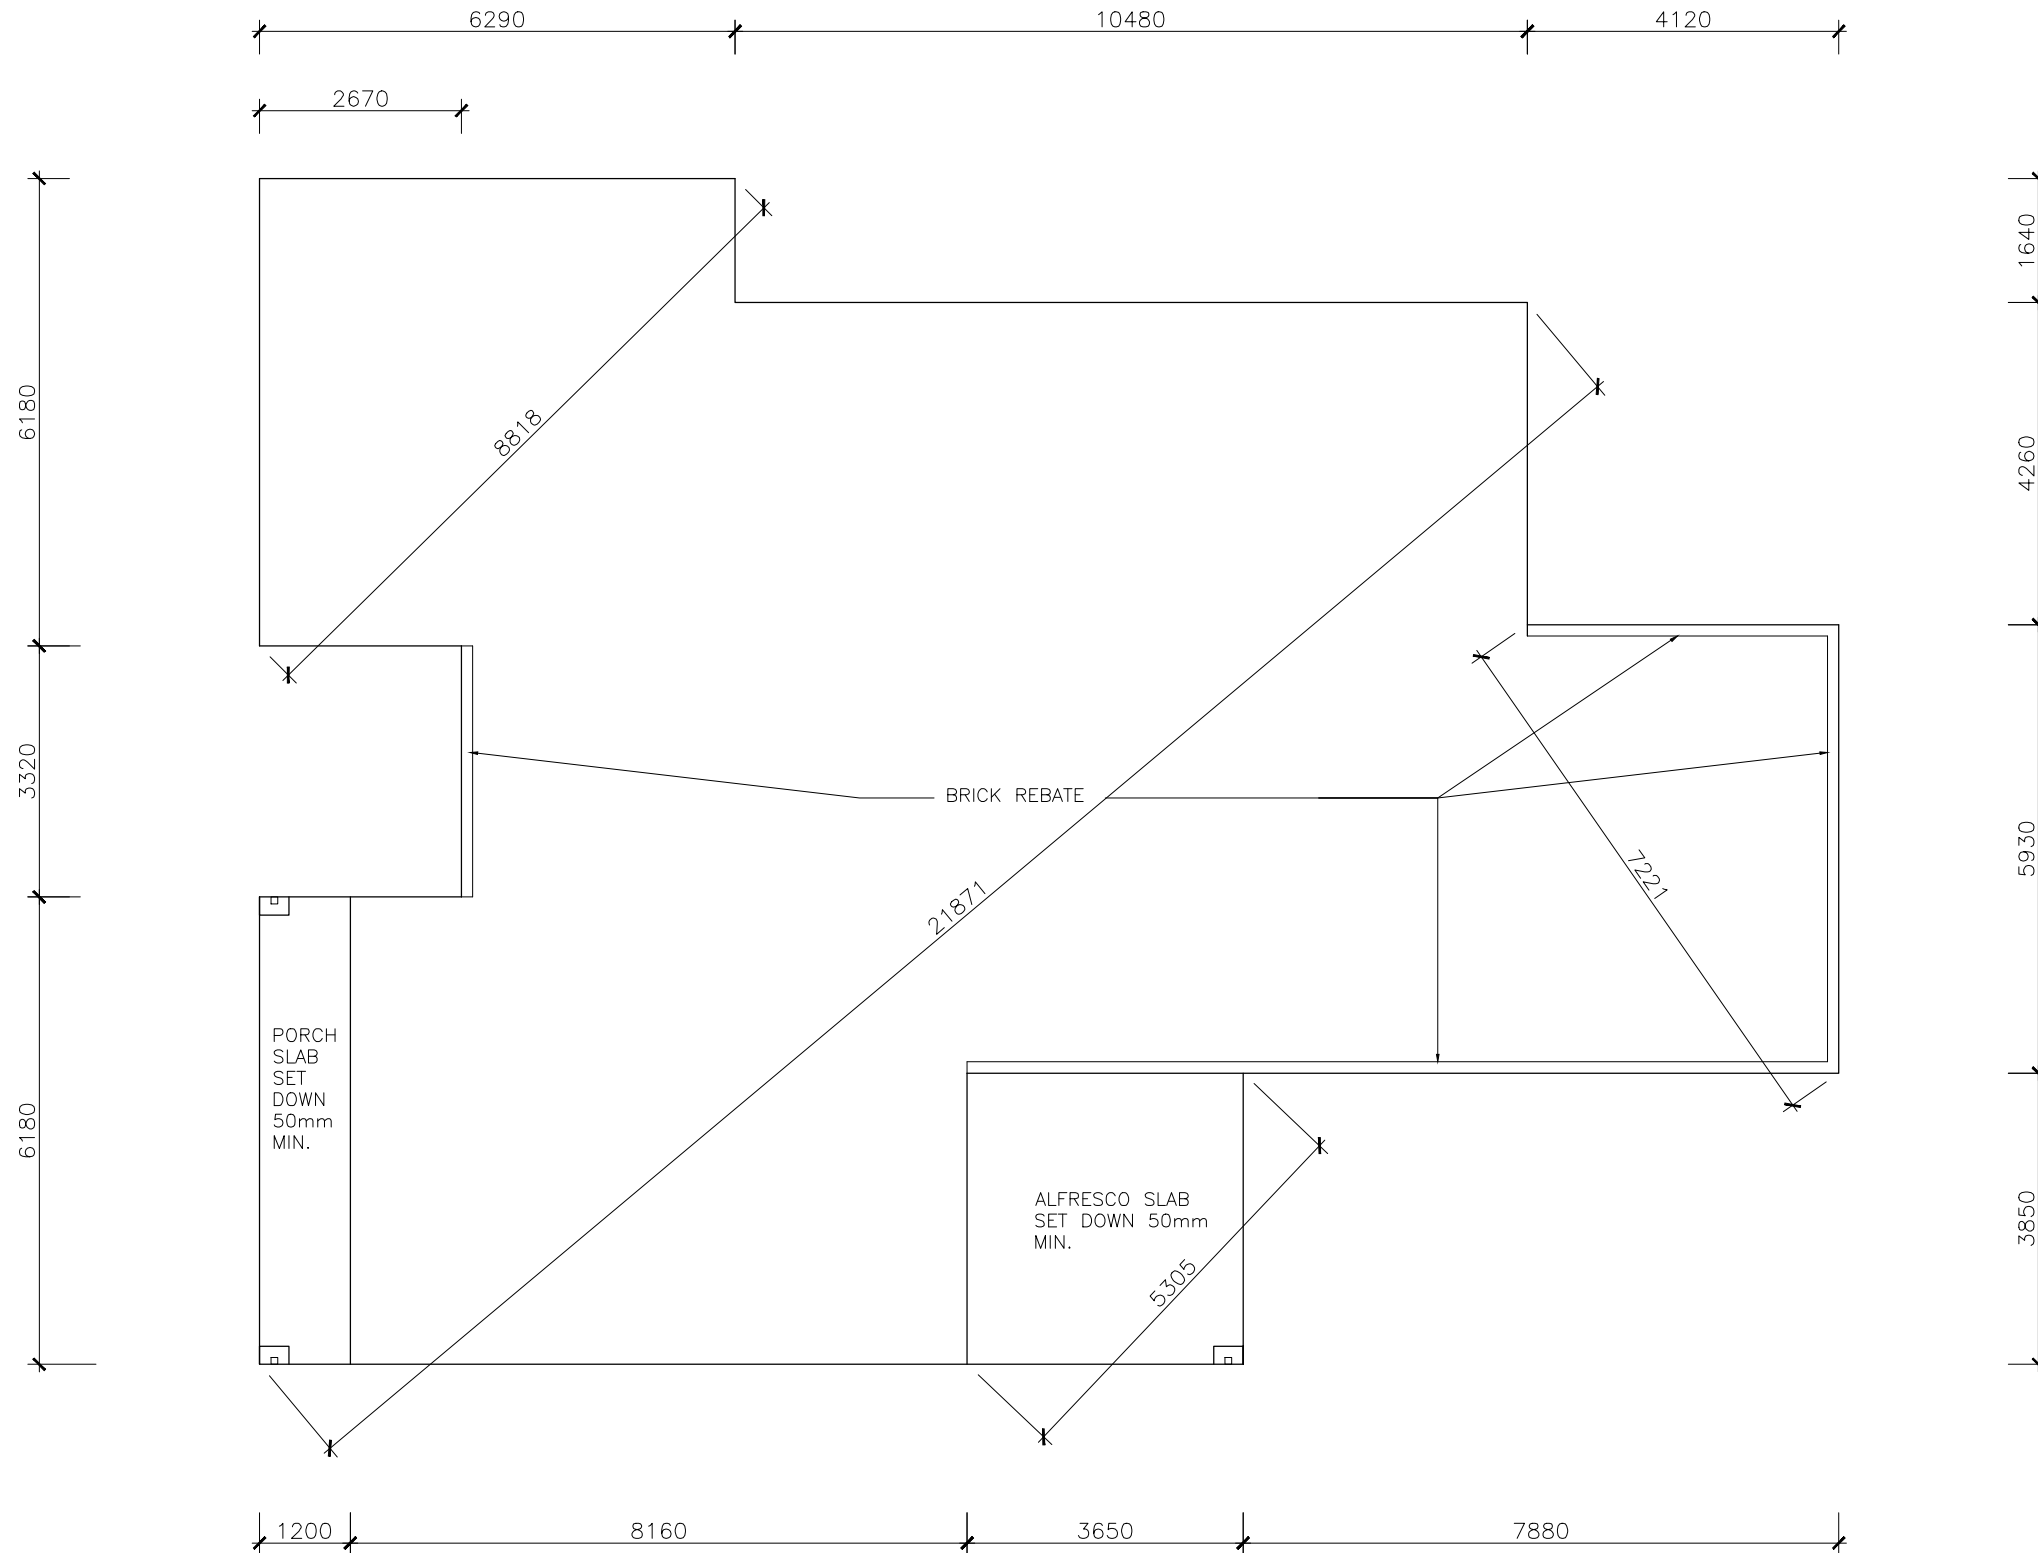 6290
10480
4120
2670
1640
6180
8818
4260
3320
BRICK REBATE
5930
7221
21871
PORCH
SLAB
SET
DOWN
50mm
MIN.
6180
ALFRESCO SLAB
SET DOWN 50mm
MIN.
3850
5305
1200
8160
3650
7880